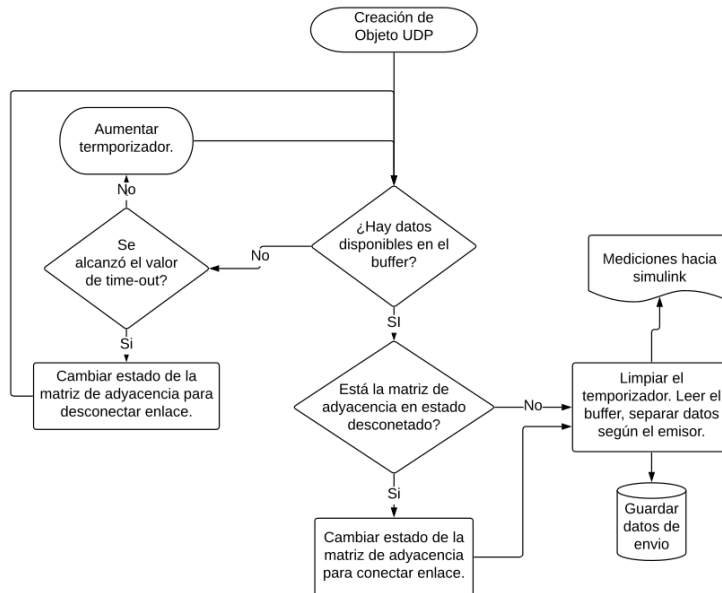 Creación de
Objeto UDP
Aumentar
termporizador.
No
Se
alcanzó el valor
de time-out?
No
¿Hay datos
disponibles en el
buffer?
Mediciones hacia
simulink
Si
SI
Cambiar estado de la
matriz de adyacencia para
desconectar enlace.
Está la matriz de
adyacencia en estado
desconetado?
No
Limpiar el
temporizador. Leer el
buffer, separar datos
según el emisor.
Si
Cambiar estado de la
matriz de adyacencia
para conectar enlace.
Guardar
datos de
envio